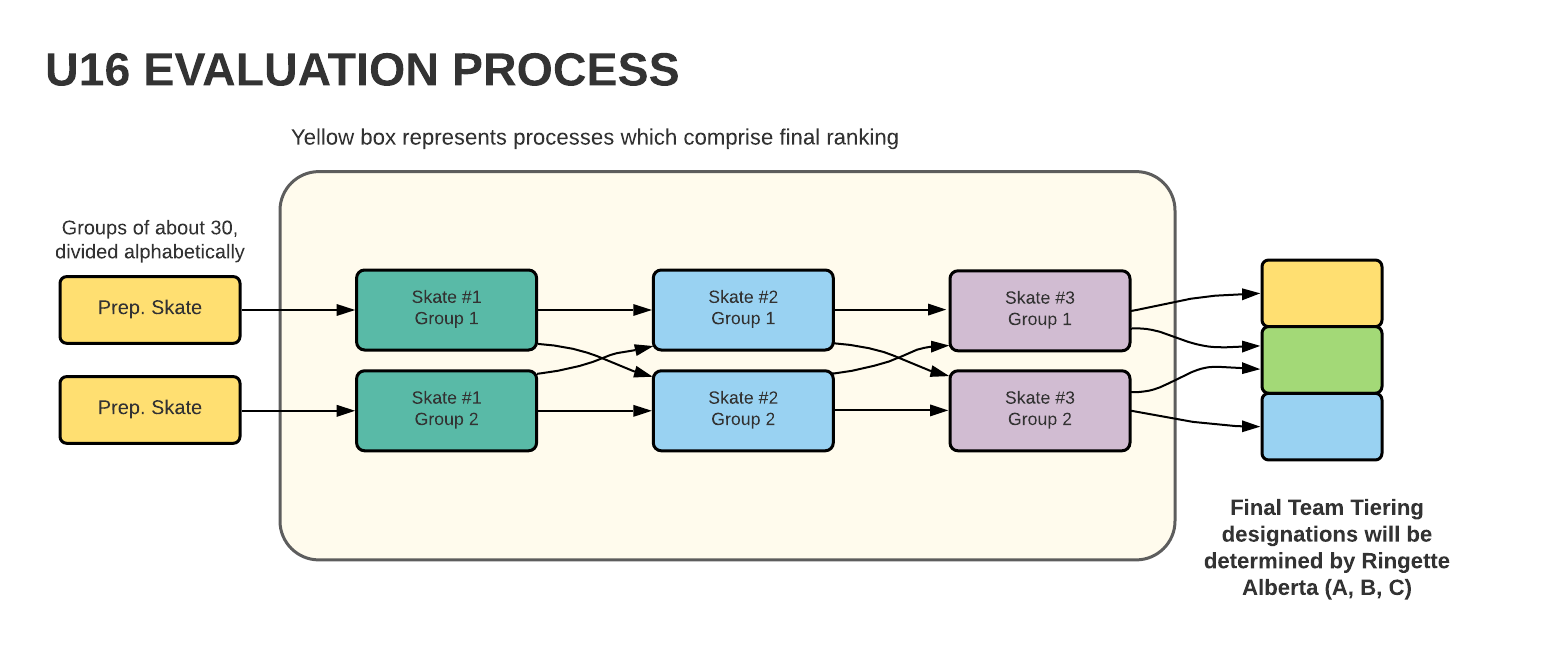 U16 EVALUATION PROCESS
Yellow box represents processes which comprise final ranking
Groups of about 30,
divided alphabetically
Prep. Skate
Skate #1
Group 1
Skate #2
Group 1
Skate #3
Group 1
Prep. Skate
Skate #1
Group 2
Skate #2
Group 2
Skate #3
Group 2
Final Team Tiering
designations will be
determined by Ringette
Alberta (A, B, C)